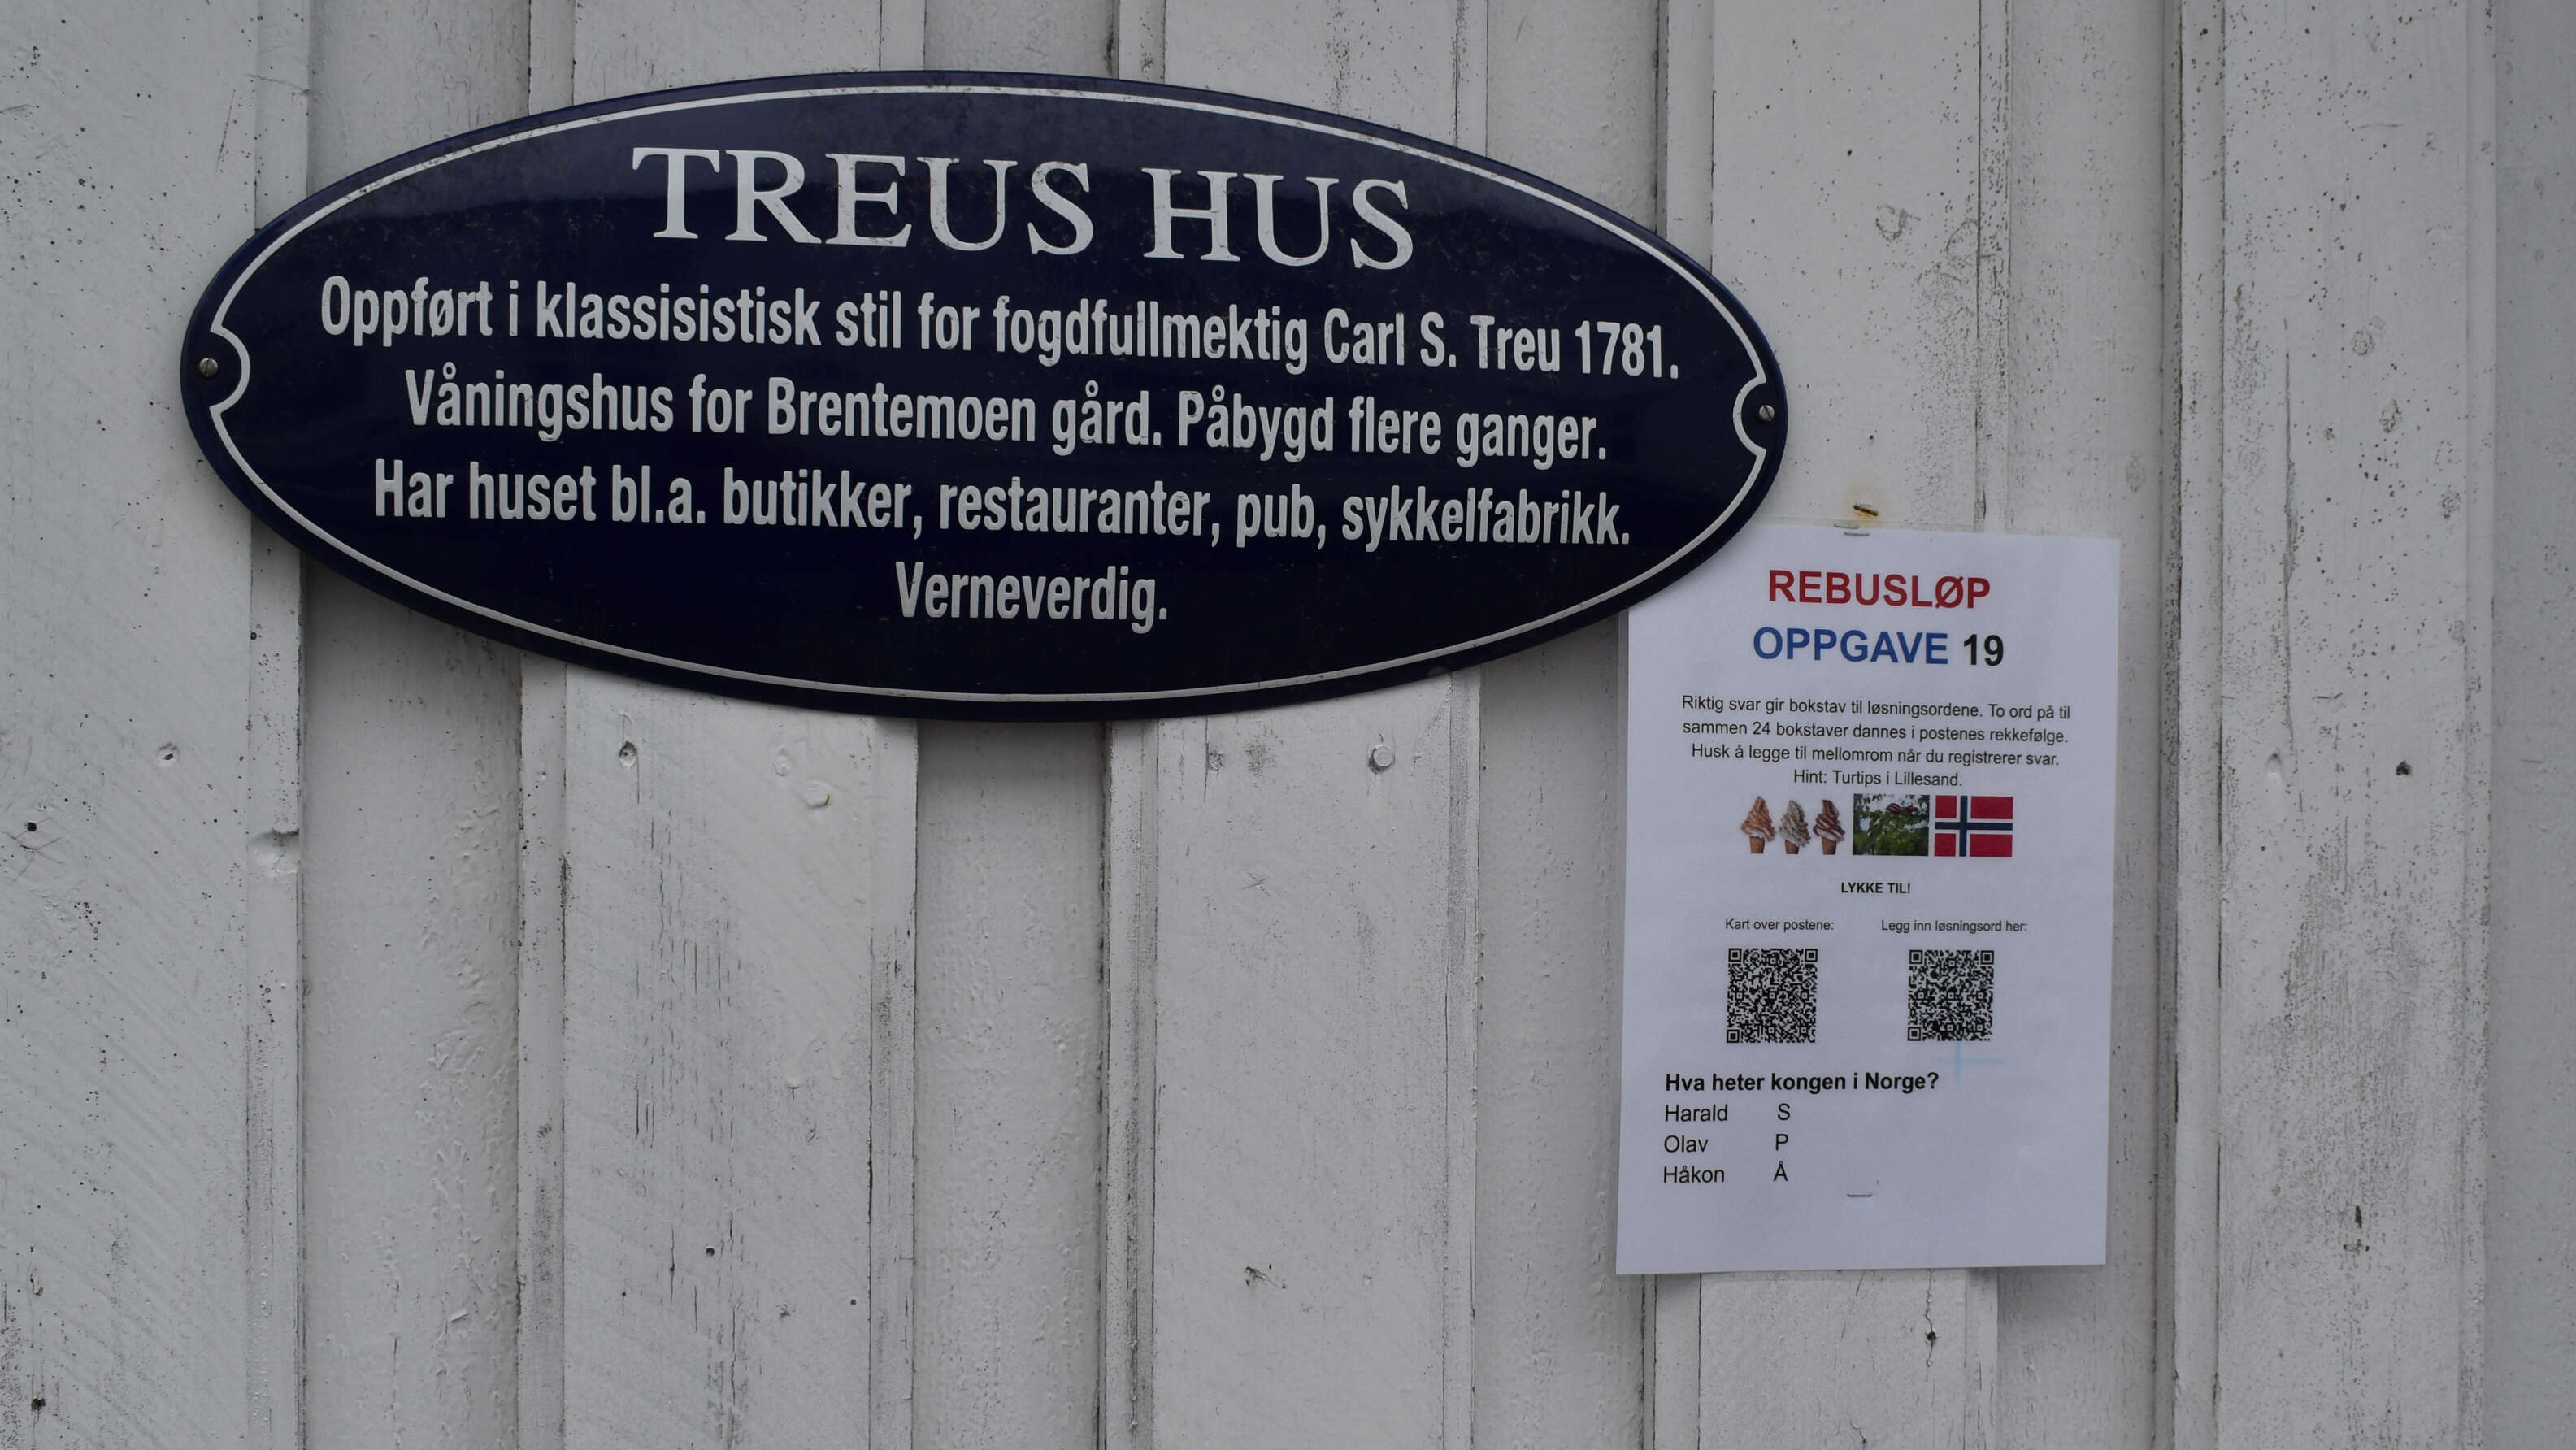 TREUS HUS
Oppført i klassisistisk stil for fogdfullmektig Carl S. Treu 1781.
Våningshus for Brentemoen gård. Påbygd flere ganger.
Har huset bl.a. butikker, restauranter, pub, sykkelfabrikk.
Verneverdig.
REBUSLØP
OPPGAVE 19
Riktig svar gir bokstav til løsningsordene. To ord på til
sammen 24 bokstaver dannes i postenes rekkefølge.
Husk å legge til mellomrom når du registrerer svar.
Hint: Turtips i Lillesand.
LYKKE TIL!
Kart over postene: Legg inn løsningsord her:
Hva heter kongen i Norge?
Harald S
Olav P
Håkon Å